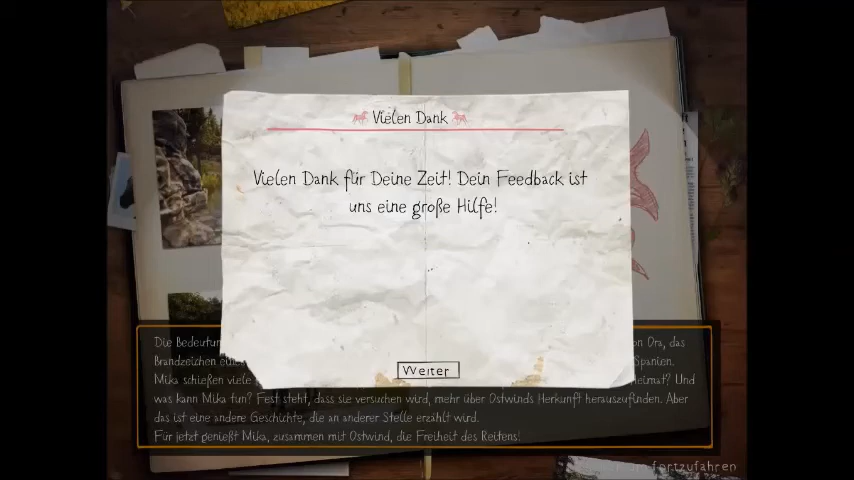 Vielen Dank
Vielen Dank für Deine Zeit! Dein Feedback ist
uns eine große Hilfe!
Weiter
Die Ora, das
Brandzeichen Spanien.
Mika schießen viele Und
was kann Mika tun? Fest steht, dass sie versuchen wird, mehr über Ostwinds Herkunft herauszufinden. Aber
das ist eine andere Geschichte, die an anderer Stelle erzählt wird.
Für jetzt genießt Mika, zusammen mit Ostwind, die Freiheit des Reitens!
fortzufahren